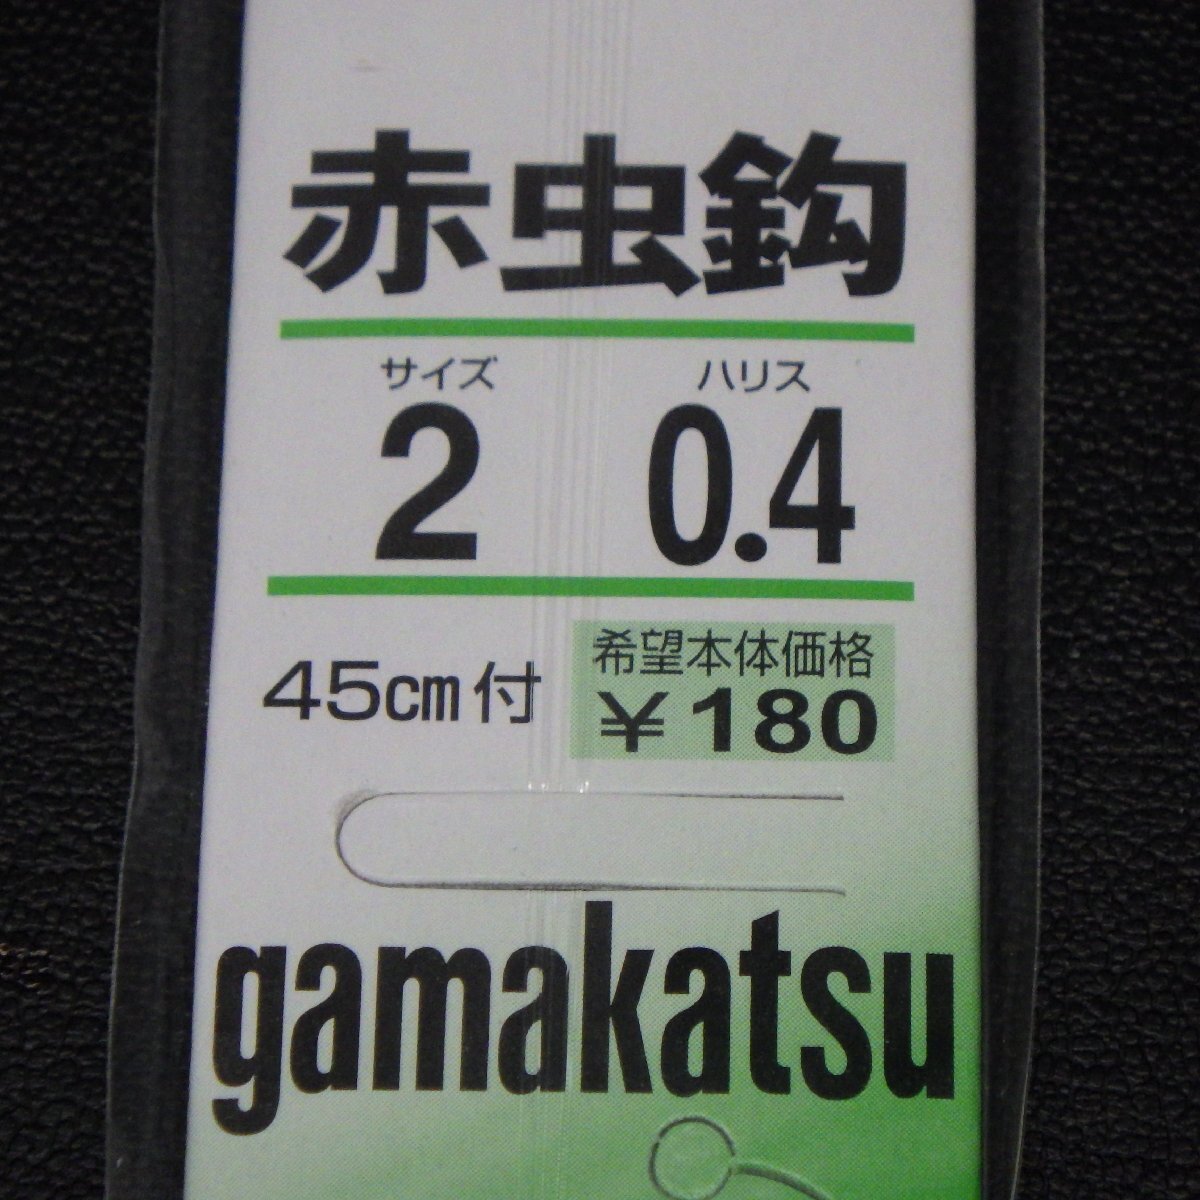 赤虫鈎
サイズ ハリス
2 0.4
45cm付
希望本体価格
¥180
gamakatsu